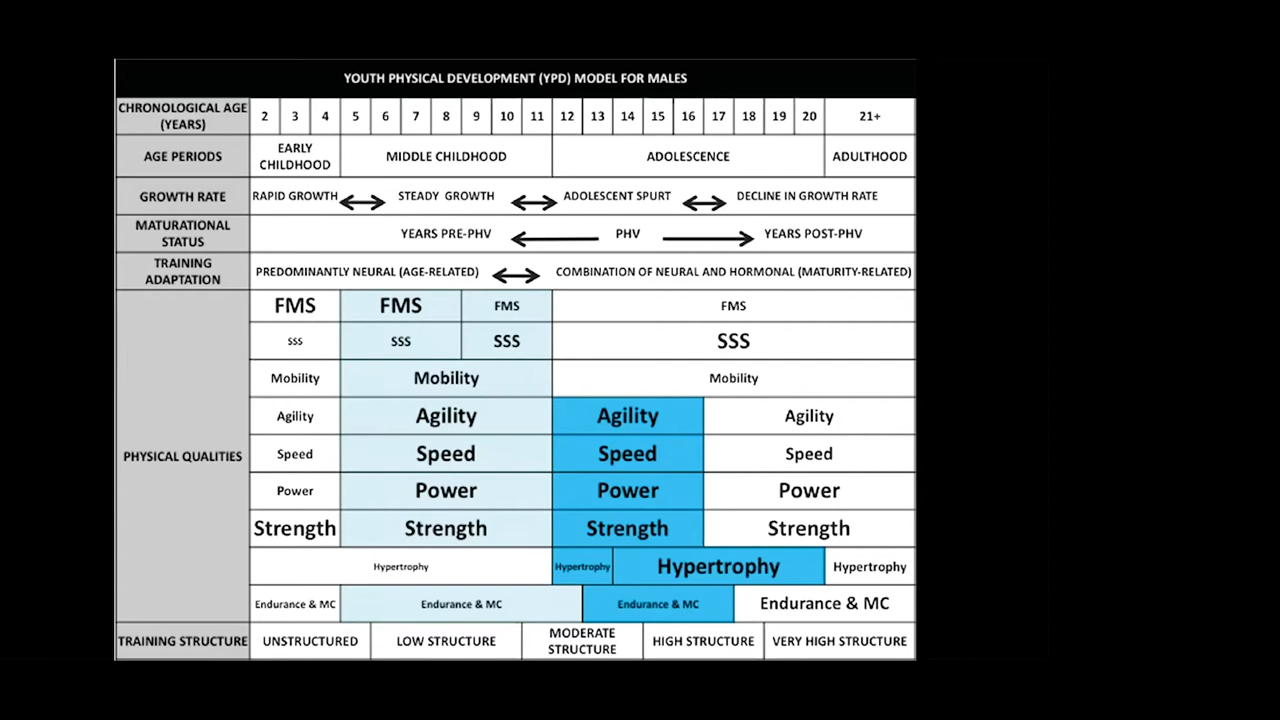 YOUTH PHYSICAL DEVELOPMENT (YPD) MODEL FOR MALES
CHRONOLOGICAL AGE (YEARS) 2 3 4 5 6 7 8 9 10 11 12 13 14 15 16 17 18 19 20 21+
AGE PERIODS EARLY CHILDHOOD MIDDLE CHILDHOOD ADOLESCENCE ADULTHOOD
GROWTH RATE RAPID GROWTH STEADY GROWTH ADOLESCENT SPURT DECLINE IN GROWTH RATE
MATURATIONAL STATUS YEARS PRE-PHV PHV YEARS POST-PHV
TRAINING ADAPTATION PREDOMINANTLY NEURAL (AGE-RELATED) COMBINATION OF NEURAL AND HORMONAL (MATURITY-RELATED)
PHYSICAL QUALITIES
FMS FMS FMS FMS
SSS SSS SSS SSS
Mobility Mobility Mobility
Agility Agility Agility Agility
Speed Speed Speed Speed
Power Power Power Power
Strength Strength Strength Strength
Hypertrophy Hypertrophy Hypertrophy Hypertrophy
Endurance & MC Endurance & MC Endurance & MC Endurance & MC
TRAINING STRUCTURE UNSTRUCTURED LOW STRUCTURE MODERATE STRUCTURE HIGH STRUCTURE VERY HIGH STRUCTURE